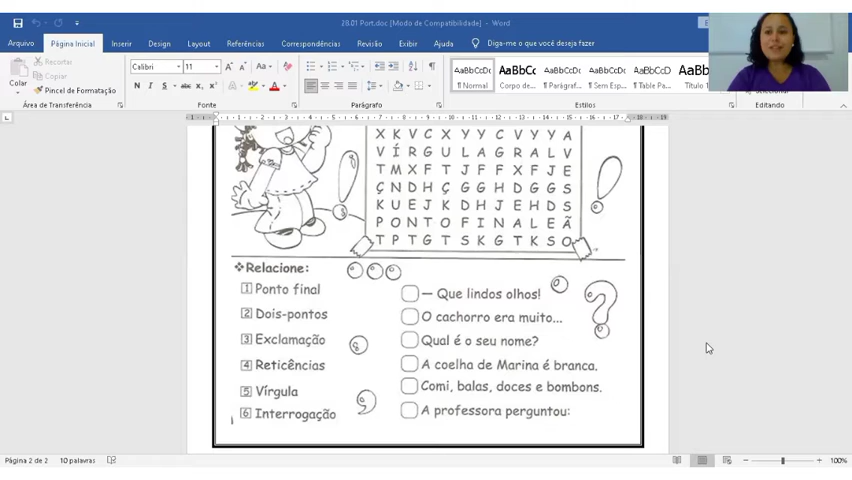 28.01 Port.doc [Modo de Compatibilidade] - Word
Arquivo Página Inicial Inserir Design Layout Referências Correspondências Revisão Exibir Ajuda Diga-me o que você deseja fazer
Colar
Recortar
Copiar
Pincel de Formatação
Área de Transferência
Calibri 11
Fonte
Parágrafo
AaBbCcDc AaBbC AaBbCcDc AaBbCcDc AaBbCcD AaBbCcDc
¶ Normal Corpo de... ¶ Parágraf... ¶ Sem Esp... ¶ Table Pa... Título 1
Estilos
Editando
X K V C X Y Y C V Y Y A
V Í R G U L A G R A L V
T M X F T J F F X F J E
Ç N D H Ç G G H D G G S
K U E J K D H J E H D S
P O N T O F I N A L E Ã
T P T G T S K G T K S O
Relacione:
1 Ponto final
2 Dois-pontos
3 Exclamação
4 Reticências
5 Vírgula
6 Interrogação
— Que lindos olhos!
O cachorro era muito...
Qual é o seu nome?
A coelha de Marina é branca.
Comi, balas, doces e bombons.
A professora perguntou:
Página 2 de 2 10 palavras
100%